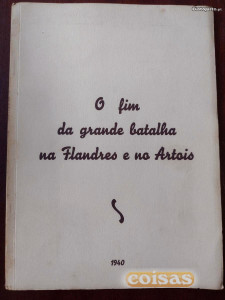 O fim
da grande batalha
na Flandres e no Artois
1940
coisas